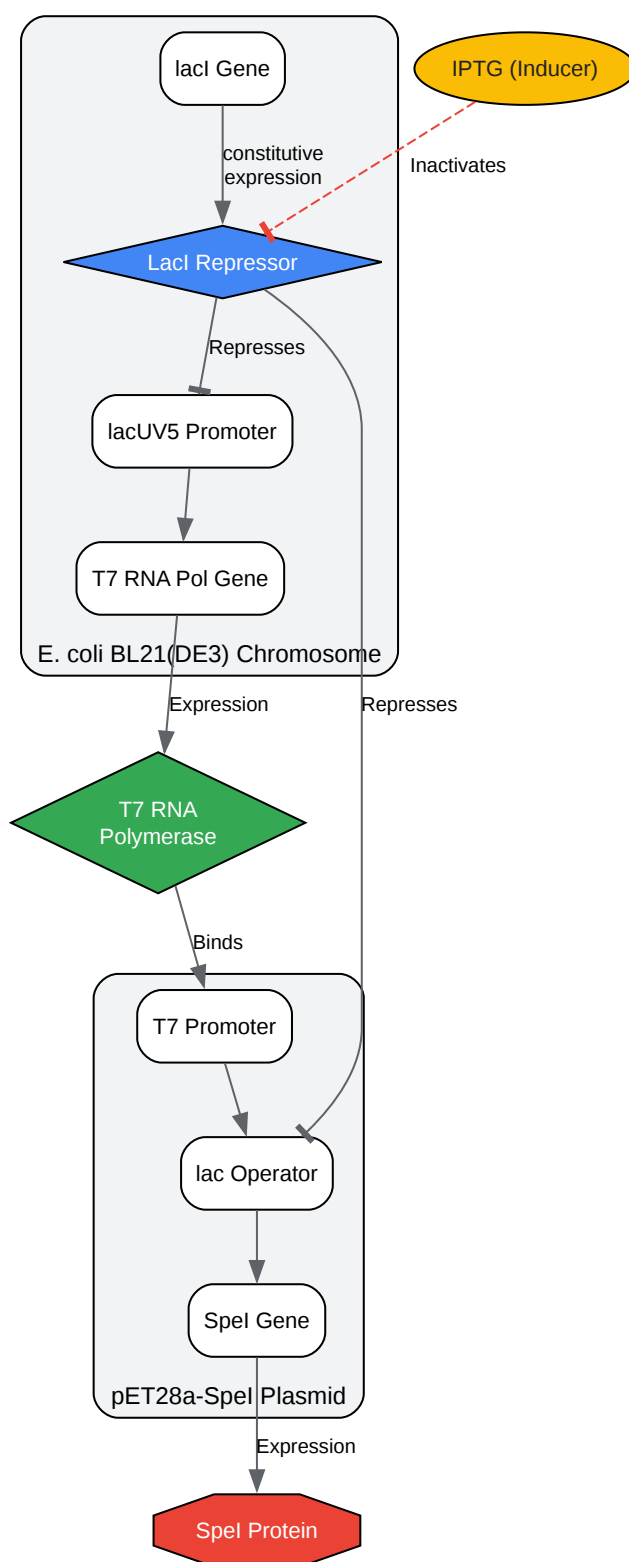 lacI Gene
IPTG (Inducer)
constitutive
expression
Inactivates
LacI Repressor
Represses
lacUV5 Promoter
T7 RNA Pol Gene
E. coli BL21(DE3) Chromosome
Expression
Represses
T7 RNA
Polymerase
Binds
T7 Promoter
lac Operator
SpeI Gene
pET28a-SpeI Plasmid
Expression
SpeI Protein